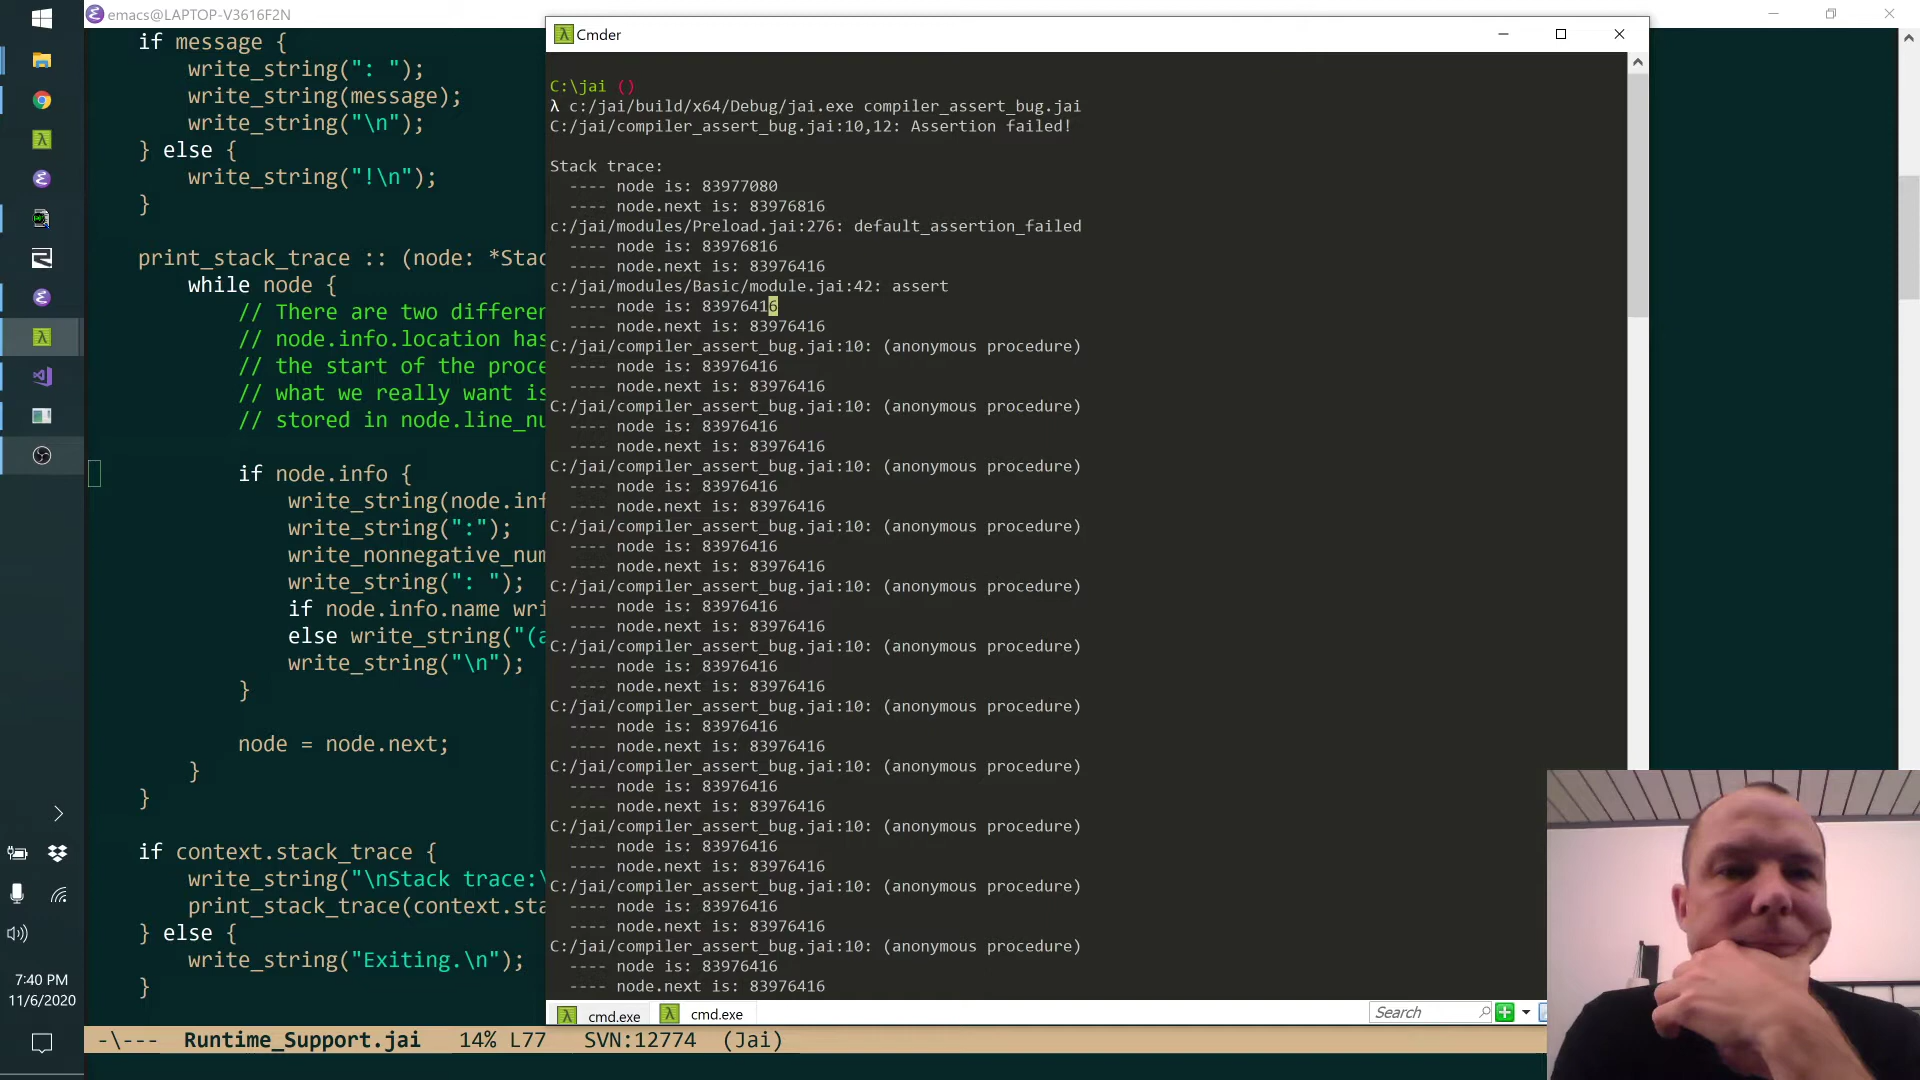 emacs@LAPTOP-V3616F2N
if message {
write_string(": ");
write_string(message);
write_string("\n");
} else {
write_string("!\n");
}
print_stack_trace :: (node: *Stac
while node {
// There are two differen
// node.info.location has
// the start of the proce
// what we really want is
// stored in node.line_nu
if node.info {
write_string(node.inf
write_string(":");
write_nonnegative_num
write_string(": ");
if node.info.name wri
else write_string("(a
write_string("\n");
}
node = node.next;
}
}
if context.stack_trace {
write_string("\nStack trace:\
print_stack_trace(context.sta
} else {
write_string("Exiting.\n");
}
-\--- Runtime_Support.jai 14% L77 SVN:12774 (Jai)
Cmder
C:\jai ()
λ c:/jai/build/x64/Debug/jai.exe compiler_assert_bug.jai
C:/jai/compiler_assert_bug.jai:10,12: Assertion failed!
Stack trace:
---- node is: 83977080
---- node.next is: 83976816
c:/jai/modules/Preload.jai:276: default_assertion_failed
---- node is: 83976816
---- node.next is: 83976416
c:/jai/modules/Basic/module.jai:42: assert
---- node is: 83976416
---- node.next is: 83976416
C:/jai/compiler_assert_bug.jai:10: (anonymous procedure)
---- node is: 83976416
---- node.next is: 83976416
C:/jai/compiler_assert_bug.jai:10: (anonymous procedure)
---- node is: 83976416
---- node.next is: 83976416
C:/jai/compiler_assert_bug.jai:10: (anonymous procedure)
---- node is: 83976416
---- node.next is: 83976416
C:/jai/compiler_assert_bug.jai:10: (anonymous procedure)
---- node is: 83976416
---- node.next is: 83976416
C:/jai/compiler_assert_bug.jai:10: (anonymous procedure)
---- node is: 83976416
---- node.next is: 83976416
C:/jai/compiler_assert_bug.jai:10: (anonymous procedure)
---- node is: 83976416
---- node.next is: 83976416
C:/jai/compiler_assert_bug.jai:10: (anonymous procedure)
---- node is: 83976416
---- node.next is: 83976416
C:/jai/compiler_assert_bug.jai:10: (anonymous procedure)
---- node is: 83976416
---- node.next is: 83976416
C:/jai/compiler_assert_bug.jai:10: (anonymous procedure)
---- node is: 83976416
---- node.next is: 83976416
C:/jai/compiler_assert_bug.jai:10: (anonymous procedure)
---- node is: 83976416
---- node.next is: 83976416
C:/jai/compiler_assert_bug.jai:10: (anonymous procedure)
---- node is: 83976416
---- node.next is: 83976416
cmd.exe
cmd.exe
Search
7:40 PM
11/6/2020